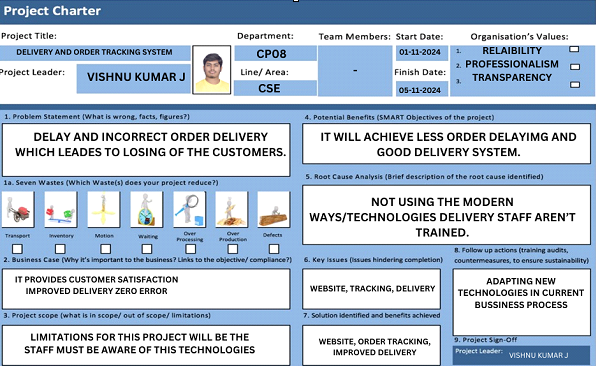 Project Charter
Project Title:
DELIVERY AND ORDER TRACKING SYSTEM
Project Leader:
VISHNU KUMAR J
Department:
CP08
Line/ Area:
CSE
Team Members:
-
Start Date:
01-11-2024
Finish Date:
05-11-2024
Organisation's Values:
1. RELAIBILITY
2. PROFESSIONALISM
3. TRANSPARENCY
1. Problem Statement (What is wrong, facts, figures?)
DELAY AND INCORRECT ORDER DELIVERY
WHICH LEADES TO LOSING OF THE CUSTOMERS.
1a. Seven Wastes (Which Waste(s) does your project reduce?)
Transport
Inventory
Motion
Waiting
Over
Processing
Over
Production
Defects
2. Business Case (Why it's important to the business? Links to the objective/ compliance?)
IT PROVIDES CUSTOMER SATISFACTION
IMPROVED DELIVERY ZERO ERROR
3. Project scope (what is in scope/ out of scope/ limitations)
LIMITATIONS FOR THIS PROJECT WILL BE THE
STAFF MUST BE AWARE OF THIS TECHNOLOGIES
4. Potential Benefits (SMART Objectives of the project)
IT WILL ACHIEVE LESS ORDER DELAYIMG AND
GOOD DELIVERY SYSTEM.
5. Root Cause Analysis (Brief description of the root cause identified)
NOT USING THE MODERN
WAYS/TECHNOLOGIES DELIVERY STAFF AREN'T
TRAINED.
6. Key Issues (Issues hindering completion)
WEBSITE, TRACKING, DELIVERY
7. Solution identified and benefits achieved
WEBSITE, ORDER TRACKING,
IMPROVED DELIVERY
8. Follow up actions (training audits,
countermeasures, to ensure sustainability)
ADAPTING NEW
TECHNOLOGIES IN CURRENT
BUSSINESS PROCESS
9. Project Sign-Off
Project Leader: VISHNU KUMAR J